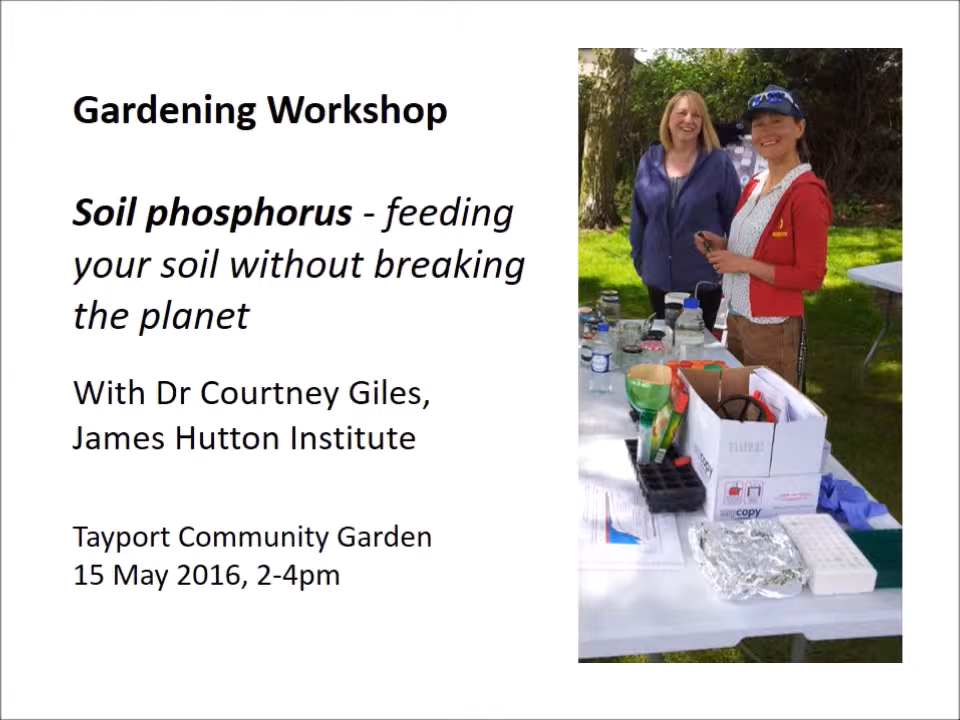 Gardening Workshop
Soil phosphorus - feeding
your soil without breaking
the planet
With Dr Courtney Giles,
James Hutton Institute
Tayport Community Garden
15 May 2016, 2-4pm
copy